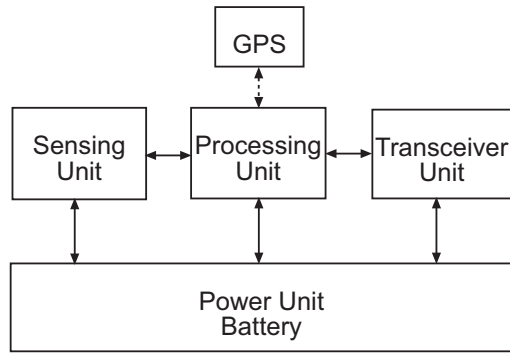 GPS
Sensing
Unit
Processing
Unit
Transceiver
Unit
Power Unit
Battery